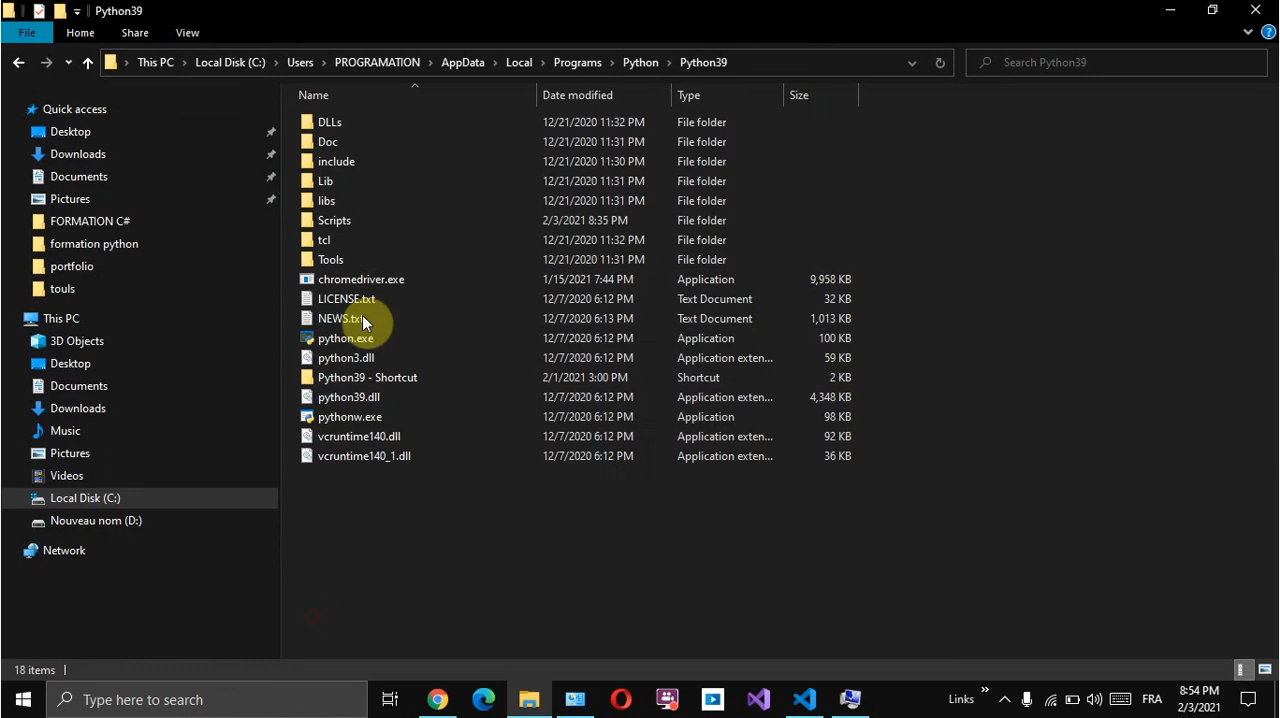 Python39
File Home Share View
This PC Local Disk (C:) Users PROGRAMATION AppData Local Programs Python Python39 Search Python39
Quick access
Desktop
Downloads
Documents
Pictures
FORMATION C#
formation python
portfolio
touls
This PC
3D Objects
Desktop
Documents
Downloads
Music
Pictures
Videos
Local Disk (C:)
Nouveau nom (D:)
Network
Name Date modified Type Size
DLLs 12/21/2020 11:32 PM File folder
Doc 12/21/2020 11:31 PM File folder
include 12/21/2020 11:30 PM File folder
Lib 12/21/2020 11:31 PM File folder
libs 12/21/2020 11:31 PM File folder
Scripts 2/3/2021 8:35 PM File folder
tcl 12/21/2020 11:32 PM File folder
Tools 12/21/2020 11:31 PM File folder
chromedriver.exe 1/15/2021 7:44 PM Application 9,958 KB
LICENSE.txt 12/7/2020 6:12 PM Text Document 32 KB
NEWS.txt 12/7/2020 6:13 PM Text Document 1,013 KB
python.exe 12/7/2020 6:12 PM Application 100 KB
python3.dll 12/7/2020 6:12 PM Application exten... 59 KB
Python39 - Shortcut 2/1/2021 3:00 PM Shortcut 2 KB
python39.dll 12/7/2020 6:12 PM Application exten... 4,348 KB
pythonw.exe 12/7/2020 6:12 PM Application 98 KB
vcruntime140.dll 12/7/2020 6:12 PM Application exten... 92 KB
vcruntime140_1.dll 12/7/2020 6:12 PM Application exten... 36 KB
18 items
Type here to search Links FRA 8:54 PM
2/3/2021